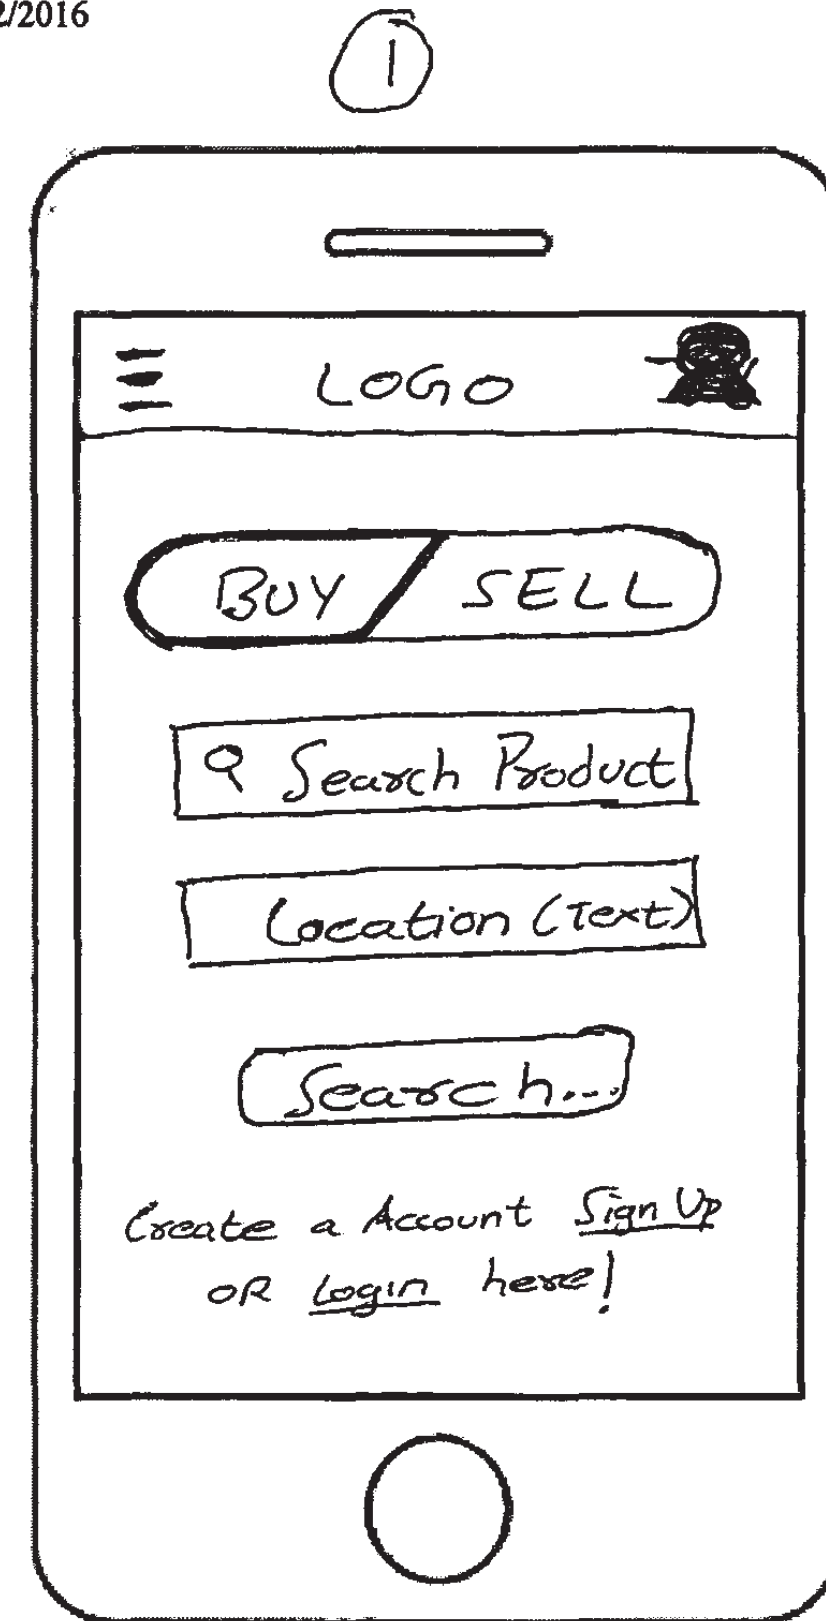 2/2016
1
LOGO
BUY SELL
Search Product
Location (Text)
Search...
Create a Account Sign Up
OR Login here!